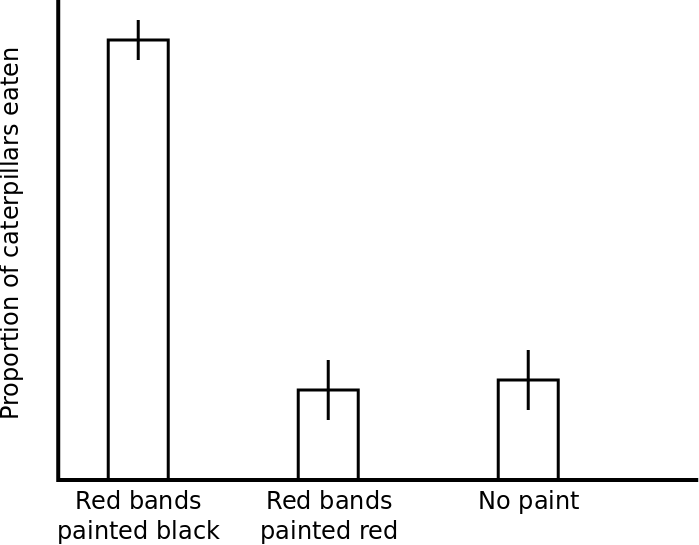 Proportion of caterpillars eaten
Red bands
painted black
Red bands
painted red
No paint